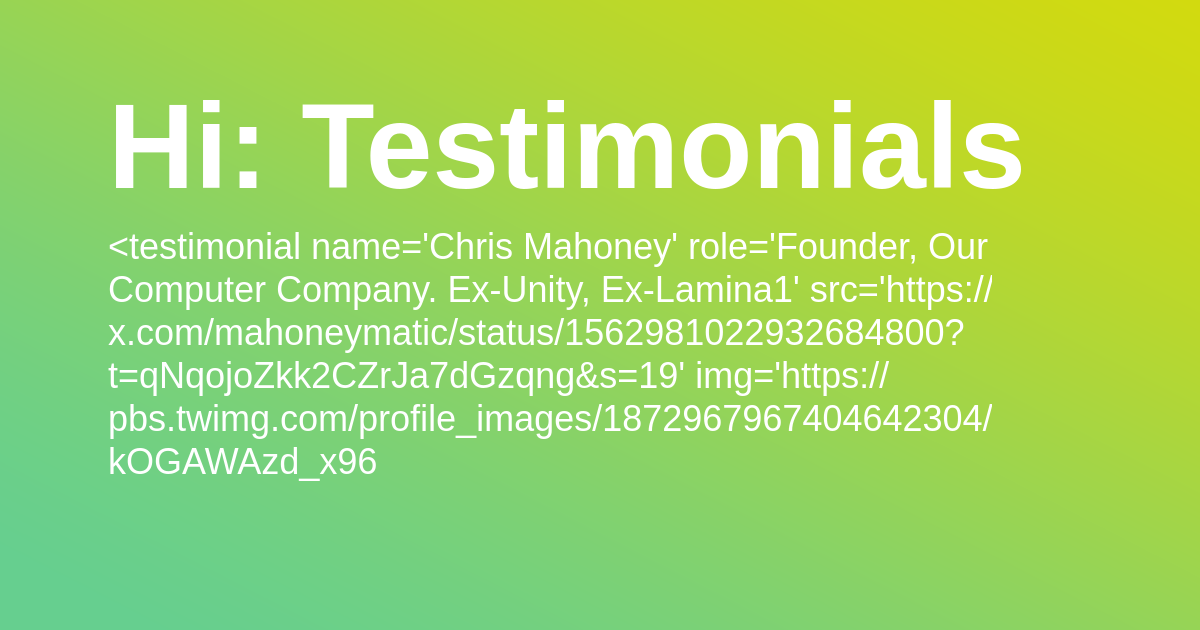 Hi: Testimonials
<testimonial name='Chris Mahoney' role='Founder, Our
Computer Company. Ex-Unity, Ex-Lamina1' src='https://
x.com/mahoneymatic/status/1562981022932684800?
t=qNqojoZkk2CZrJa7dGzqng&s=19' img='https://
pbs.twimg.com/profile_images/1872967967404642304/
kOGAWAzd_x96